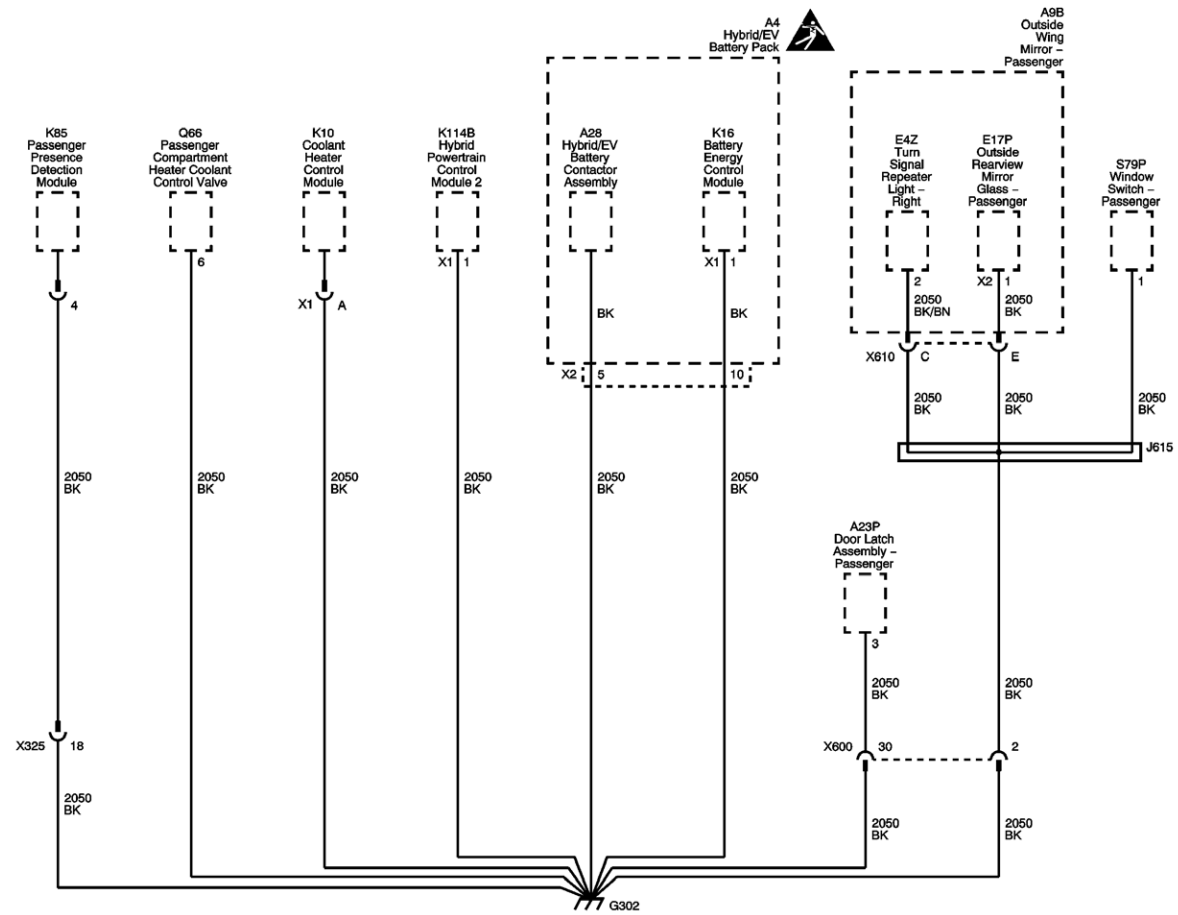 A4
Hybrid/EV
Battery Pack
A9B
Outside
Wing
Mirror –
Passenger
K85
Passenger
Presence
Detection
Module
Q66
Passenger
Compartment
Heater Coolant
Control Valve
K10
Coolant
Heater
Control
Module
K114B
Hybrid
Powertrain
Control
Module 2
A28
Hybrid/EV
Battery
Contactor
Assembly
K16
Battery
Energy
Control
Module
E4Z
Turn
Signal
Repeater
Light –
Right
E17P
Outside
Rearview
Mirror
Glass –
Passenger
S79P
Window
Switch –
Passenger
6
X1 1
X1 1
2
X2 1
1
4
X1 A
BK
BK
2050
BK/BN
2050
BK
X610 C E
X2 5 10
2050
BK
2050
BK
2050
BK
J615
2050
BK
2050
BK
2050
BK
2050
BK
2050
BK
2050
BK
A23P
Door Latch
Assembly –
Passenger
3
2050
BK
2050
BK
X325 18
X600 30 2
2050
BK
2050
BK
2050
BK
G302